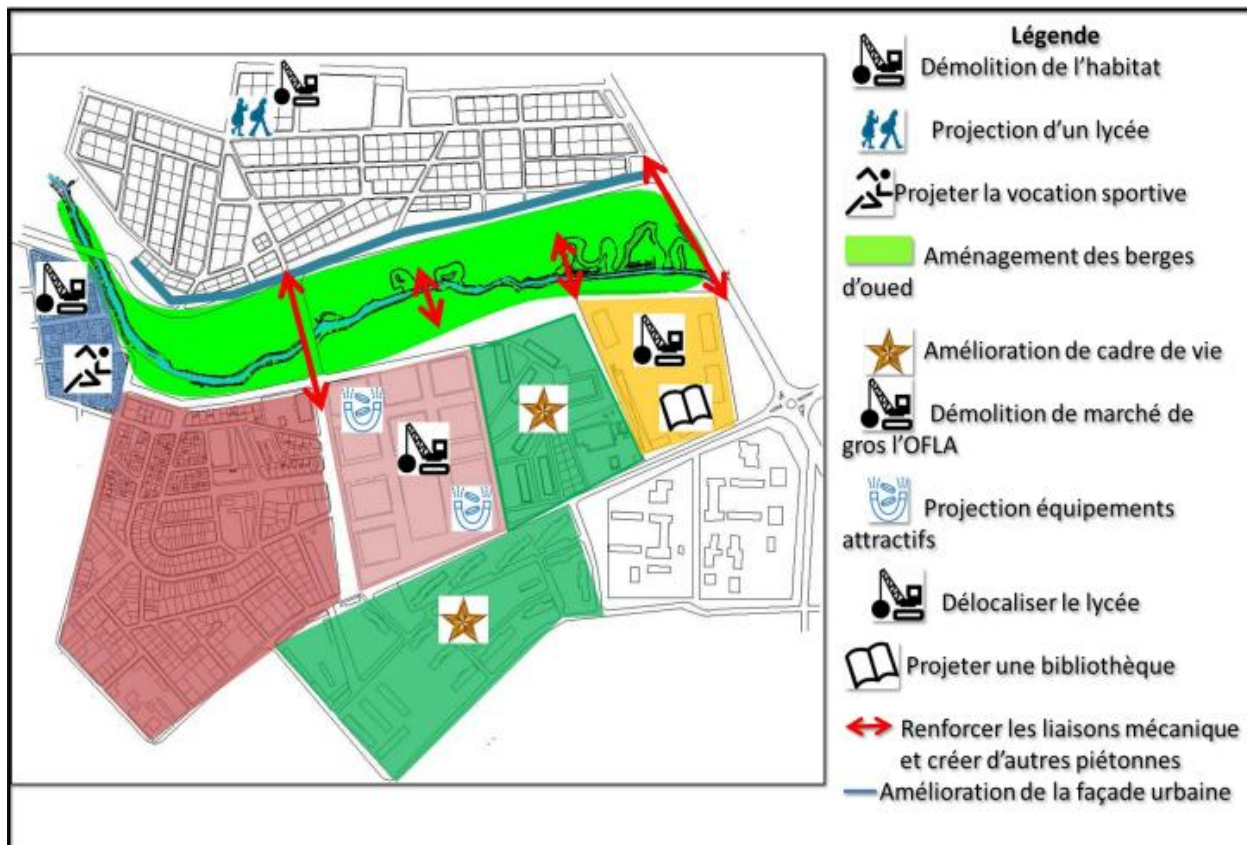 Légende
Démolition de l'habitat
Projection d'un lycée
Projeter la vocation sportive
Aménagement des berges
d'oued
Amélioration de cadre de vie
Démolition de marché de
gros l'OFLA
Projection équipements
attractifs
Délocaliser le lycée
Projeter une bibliothèque
Renforcer les liaisons mécanique
et créer d'autres piétonnes
Amélioration de la façade urbaine